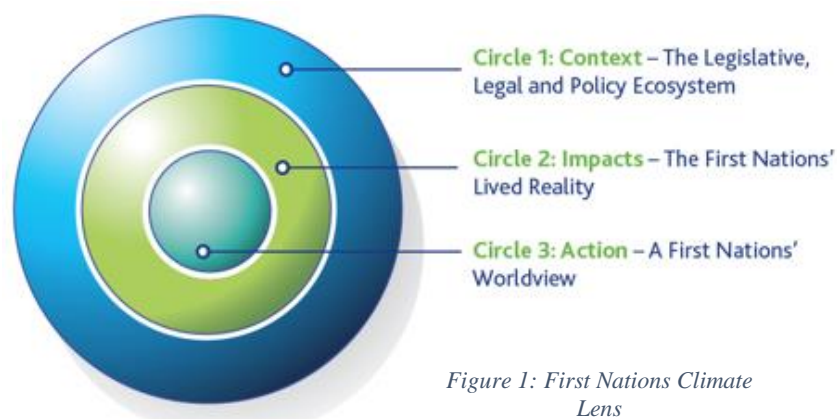 Circle 1: Context – The Legislative,
Legal and Policy Ecosystem
Circle 2: Impacts – The First Nations'
Lived Reality
Circle 3: Action – A First Nations'
Worldview
Figure 1: First Nations Climate
Lens